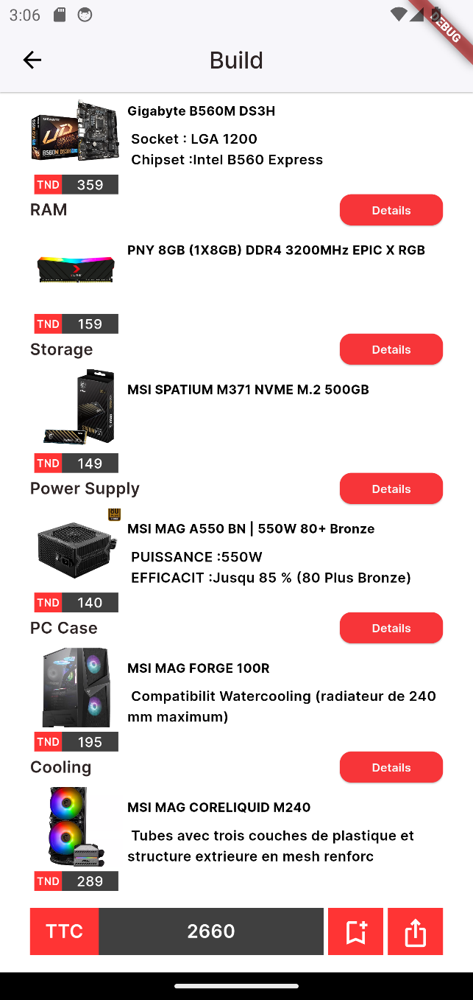 3:06
DEBUG
Build
GIGABYTE
B560M DS3H
Gigabyte B560M DS3H
Socket : LGA 1200
Chipset :Intel B560 Express
TND 359
RAM
Details
PNY 8GB (1X8GB) DDR4 3200MHz EPIC X RGB
TND 159
Storage
Details
MSI SPATIUM M371 NVME M.2 500GB
TND 149
Power Supply
Details
80
MSI MAG A550 BN | 550W 80+ Bronze
PUISSANCE :550W
EFFICACIT :Jusqu 85 % (80 Plus Bronze)
TND 140
PC Case
Details
MSI MAG FORGE 100R
Compatibilit Watercooling (radiateur de 240
mm maximum)
TND 195
Cooling
Details
MSI MAG CORELIQUID M240
Tubes avec trois couches de plastique et
structure extrieure en mesh renforc
TND 289
TTC 2660